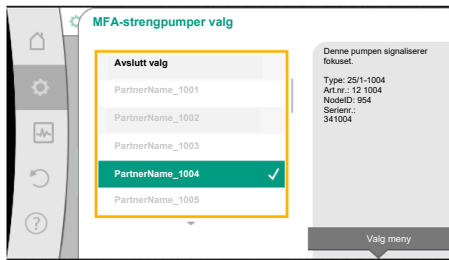 MFA-strengpumper valg
Avslutt valg
PartnerName_1001
PartnerName_1002
PartnerName_1003
PartnerName_1004
PartnerName_1005
Denne pumpen signaliserer
fokuset.
Type: 25/1-1004
Art.nr.: 12 1004
NodeID: 954
Serienr.:
341004
Valg meny